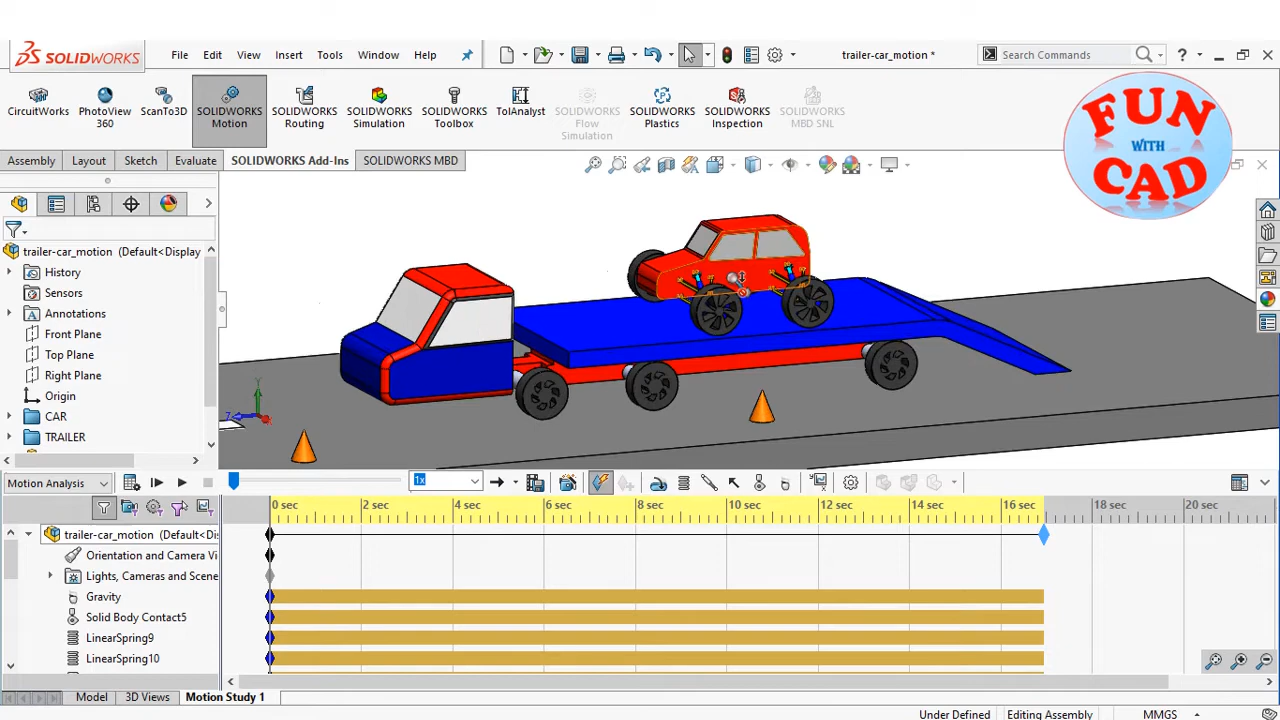 SOLIDWORKS
File Edit View Insert Tools Window Help
trailer-car_motion *
Search Commands
?
CircuitWorks
PhotoView 360
ScanTo3D
SOLIDWORKS Motion
SOLIDWORKS Routing
SOLIDWORKS Simulation
SOLIDWORKS Toolbox
TolAnalyst
SOLIDWORKS Flow Simulation
SOLIDWORKS Plastics
SOLIDWORKS Inspection
SOLIDWORKS MBD SNL
FUN
WITH
CAD
Assembly Layout Sketch Evaluate SOLIDWORKS Add-Ins SOLIDWORKS MBD
trailer-car_motion (Default<Display
History
Sensors
Annotations
Front Plane
Top Plane
Right Plane
Origin
CAR
TRAILER
Y
Z
Motion Analysis
1x
0 sec 2 sec 4 sec 6 sec 8 sec 10 sec 12 sec 14 sec 16 sec 18 sec 20 sec
trailer-car_motion (Default<Dis
Orientation and Camera Vi
Lights, Cameras and Scene
Gravity
Solid Body Contact5
LinearSpring9
LinearSpring10
Model 3D Views Motion Study 1
Under Defined Editing Assembly MMGS